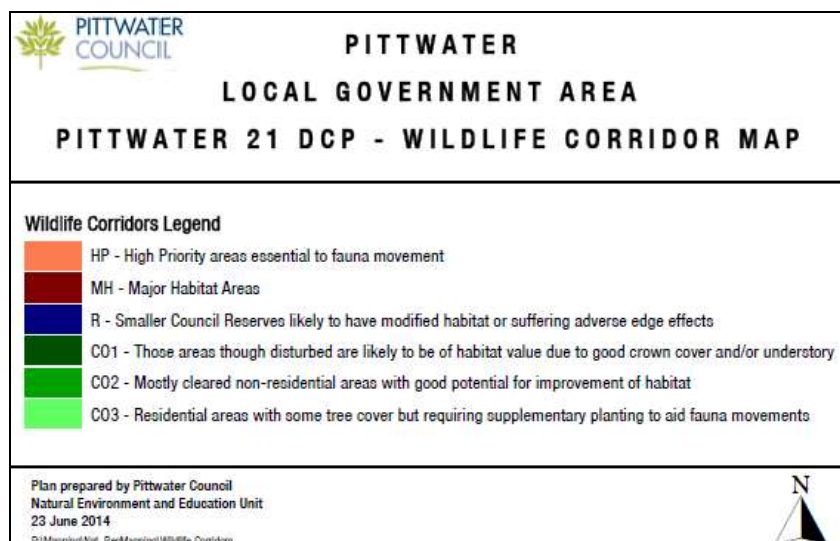 PITTWATER
COUNCIL
PITTWATER
LOCAL GOVERNMENT AREA
PITTWATER 21 DCP - WILDLIFE CORRIDOR MAP
Wildlife Corridors Legend
HP - High Priority areas essential to fauna movement
MH - Major Habitat Areas
R - Smaller Council Reserves likely to have modified habitat or suffering adverse edge effects
CO1 - Those areas though disturbed are likely to be of habitat value due to good crown cover and/or understory
CO2 - Mostly cleared non-residential areas with good potential for improvement of habitat
CO3 - Residential areas with some tree cover but requiring supplementary planting to aid fauna movements
Plan prepared by Pittwater Council
Natural Environment and Education Unit
23 June 2014
N